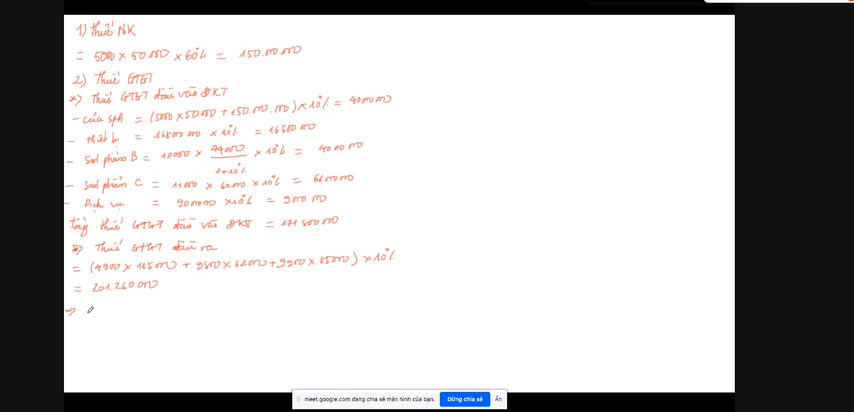 1) Thuế NK
= 5000 x 50 000 x 60% = 150.000.000
2) Thuế GTGT
*) Thuế GTGT đầu vào ĐKT
- Của SpA = (5000 x 50 000 + 150.000.000) x 10% = 40 000 000
- Thiết bị = 168 000 000 x 10% = 16 800 000
- Sản phẩm B = 10 000 x 44 000 / 1 + 10% x 10% = 40 000 000
- Sản phẩm C = 11 000 x 60 000 x 10% = 66 000 000
- Dịch vụ = 90 000 000 x 10% = 9 000 000
Tổng thuế GTGT đầu vào ĐKT = 171 800 000
*) Thuế GTGT đầu ra
= (4900 x 165 000 + 9800 x 62 000 + 9900 x 85 000) x 10%
= 201.260 000
⇒
meet.google.com đang chia sẻ màn hình của bạn. Dừng chia sẻ Ẩn